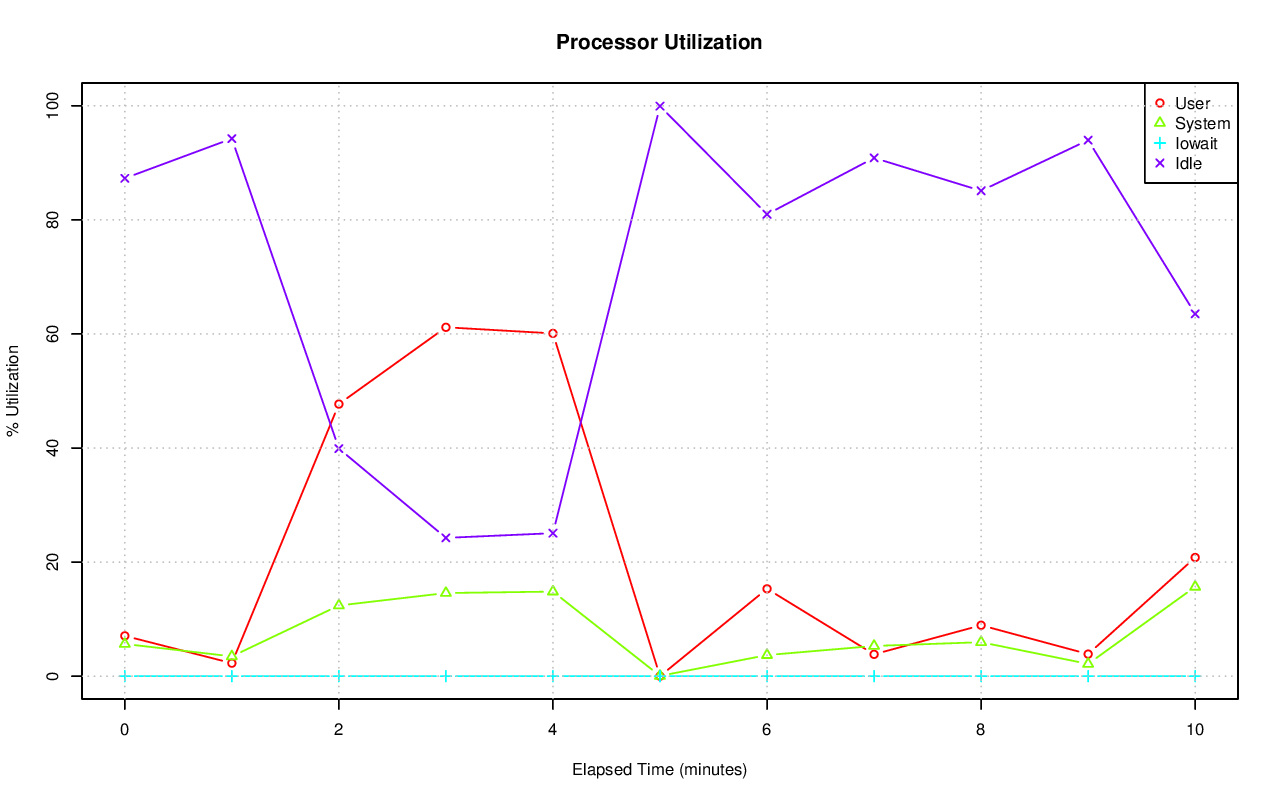 Processor Utilization
User
System
Iowait
Idle
% Utilization
100
80
60
40
20
0
0 2 4 6 8 10
Elapsed Time (minutes)